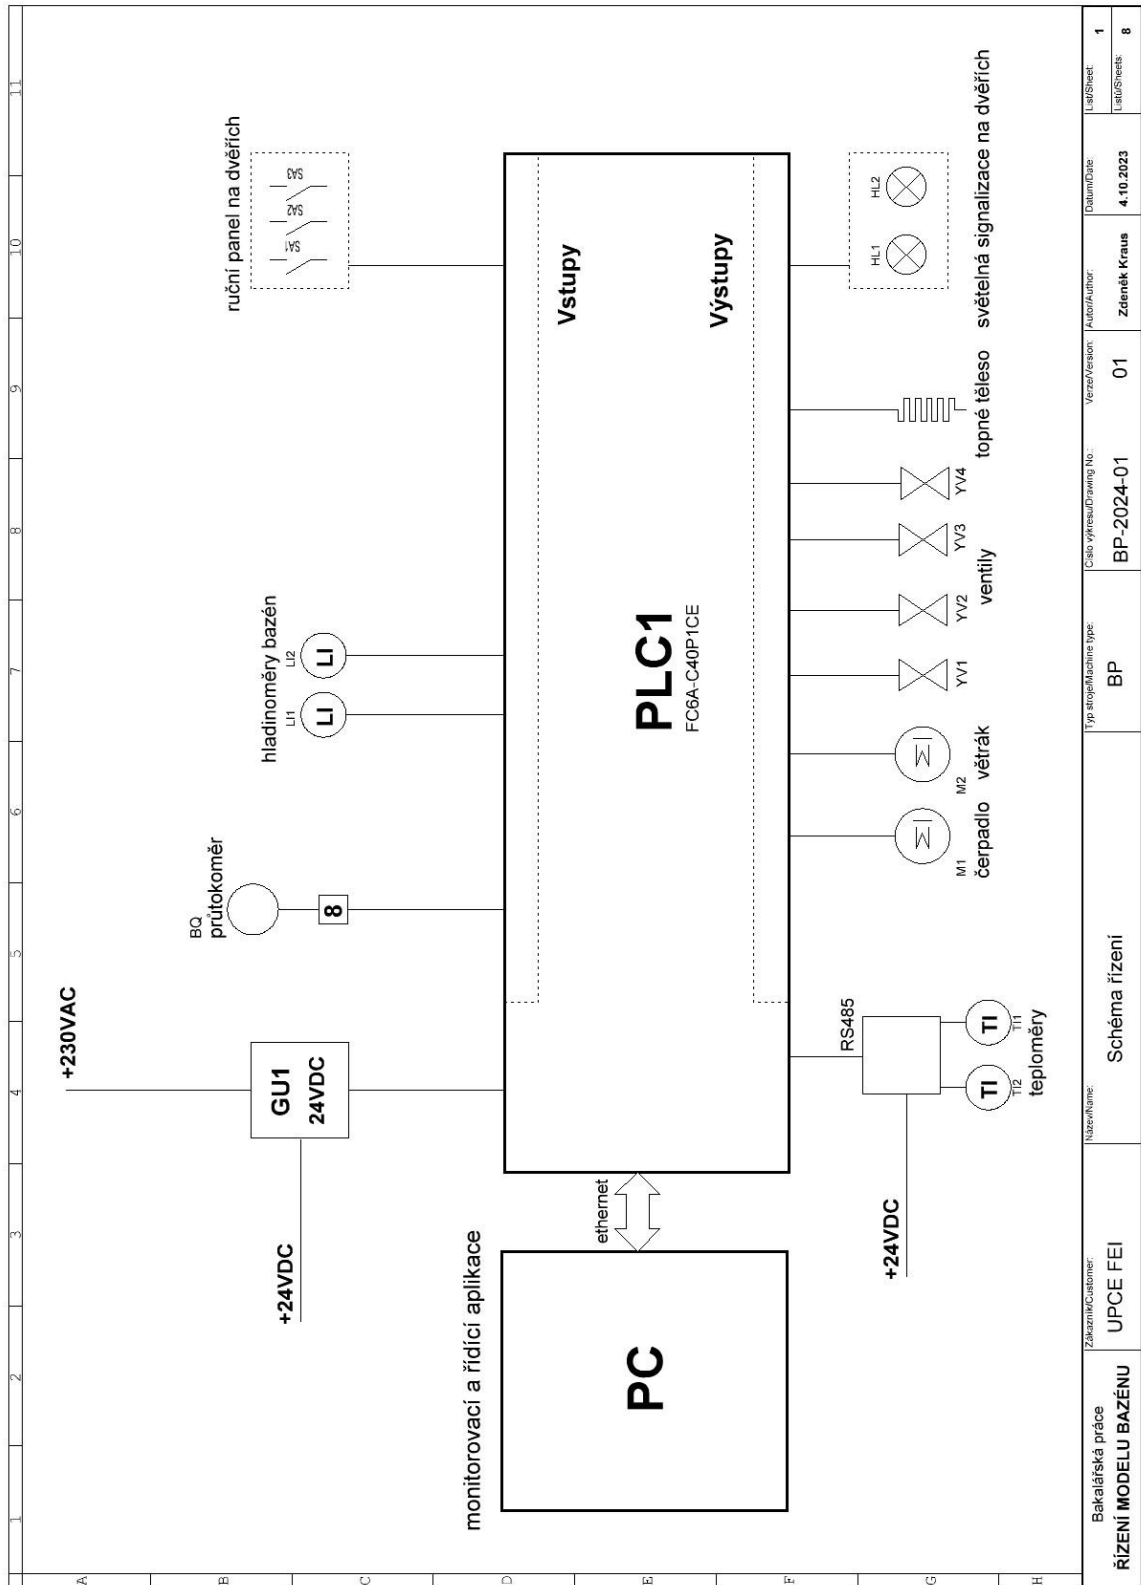 1 2 3 4 5 6 7 8 9 10 11
A
B
C
D
E
F
G
H
+230VAC
GU1
24VDC
+24VDC
BQ
průtokoměr
8
hladinoměry bazén
LI1
LI
LI2
LI
ruční panel na dvěřích
SA1
SA2
SA3
monitorovací a řídící aplikace
PC
ethernet
PLC1
FC6A-C40P1CE
Vstupy
Výstupy
RS485
+24VDC
TI
TI2
TI
TI1
teploměry
M
M1
čerpadlo
M
M2
větrák
YV1
YV2
YV3
YV4
ventily
topné těleso
HL1
HL2
světelná signalizace na dvěřích
Bakalářská práce
ŘÍZENÍ MODELU BAZÉNU
Zákazník/Customer:
UPCE FEI
Název/Name:
Schéma řízení
Typ stroje/Machine type:
BP
Číslo výkresu/Drawing No.:
BP-2024-01
Verze/Version:
01
Autor/Author:
Zdeněk Kraus
Datum/Date:
4.10.2023
List/Sheet:
1
Listů/Sheets:
8